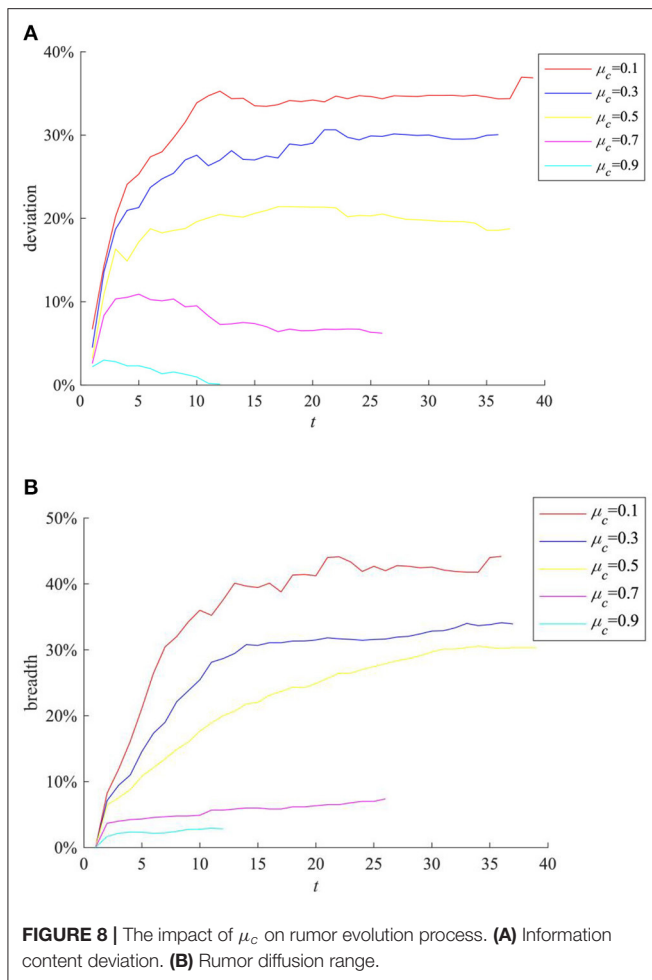 A
40%
30%
20%
10%
0%
deviation
0 5 10 15 20 25 30 35 40
t
μc=0.1
μc=0.3
μc=0.5
μc=0.7
μc=0.9
B
50%
40%
30%
20%
10%
0%
breadth
0 5 10 15 20 25 30 35 40
t
μc=0.1
μc=0.3
μc=0.5
μc=0.7
μc=0.9
FIGURE 8 | The impact of μc on rumor evolution process. (A) Information
content deviation. (B) Rumor diffusion range.